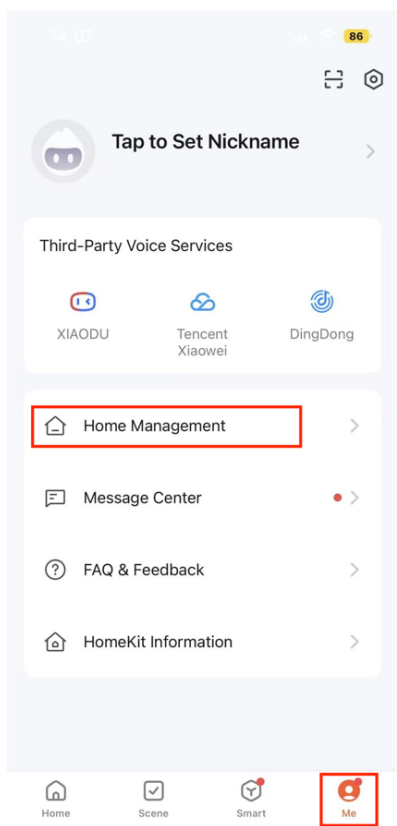 14:07
86
Tap to Set Nickname
Third-Party Voice Services
XIAODU
Tencent
Xiaowei
DingDong
Home Management
Message Center
FAQ & Feedback
HomeKit Information
Home
Scene
Smart
Me